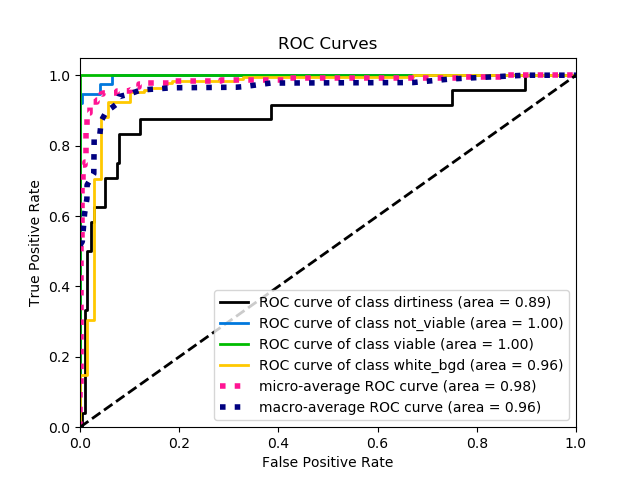 ROC Curves
1.0
0.8
0.6
0.4
0.2
0.0
True Positive Rate
ROC curve of class dirtiness (area = 0.89)
ROC curve of class not_viable (area = 1.00)
ROC curve of class viable (area = 1.00)
ROC curve of class white_bgd (area = 0.96)
micro-average ROC curve (area = 0.98)
macro-average ROC curve (area = 0.96)
0.0 0.2 0.4 0.6 0.8 1.0
False Positive Rate